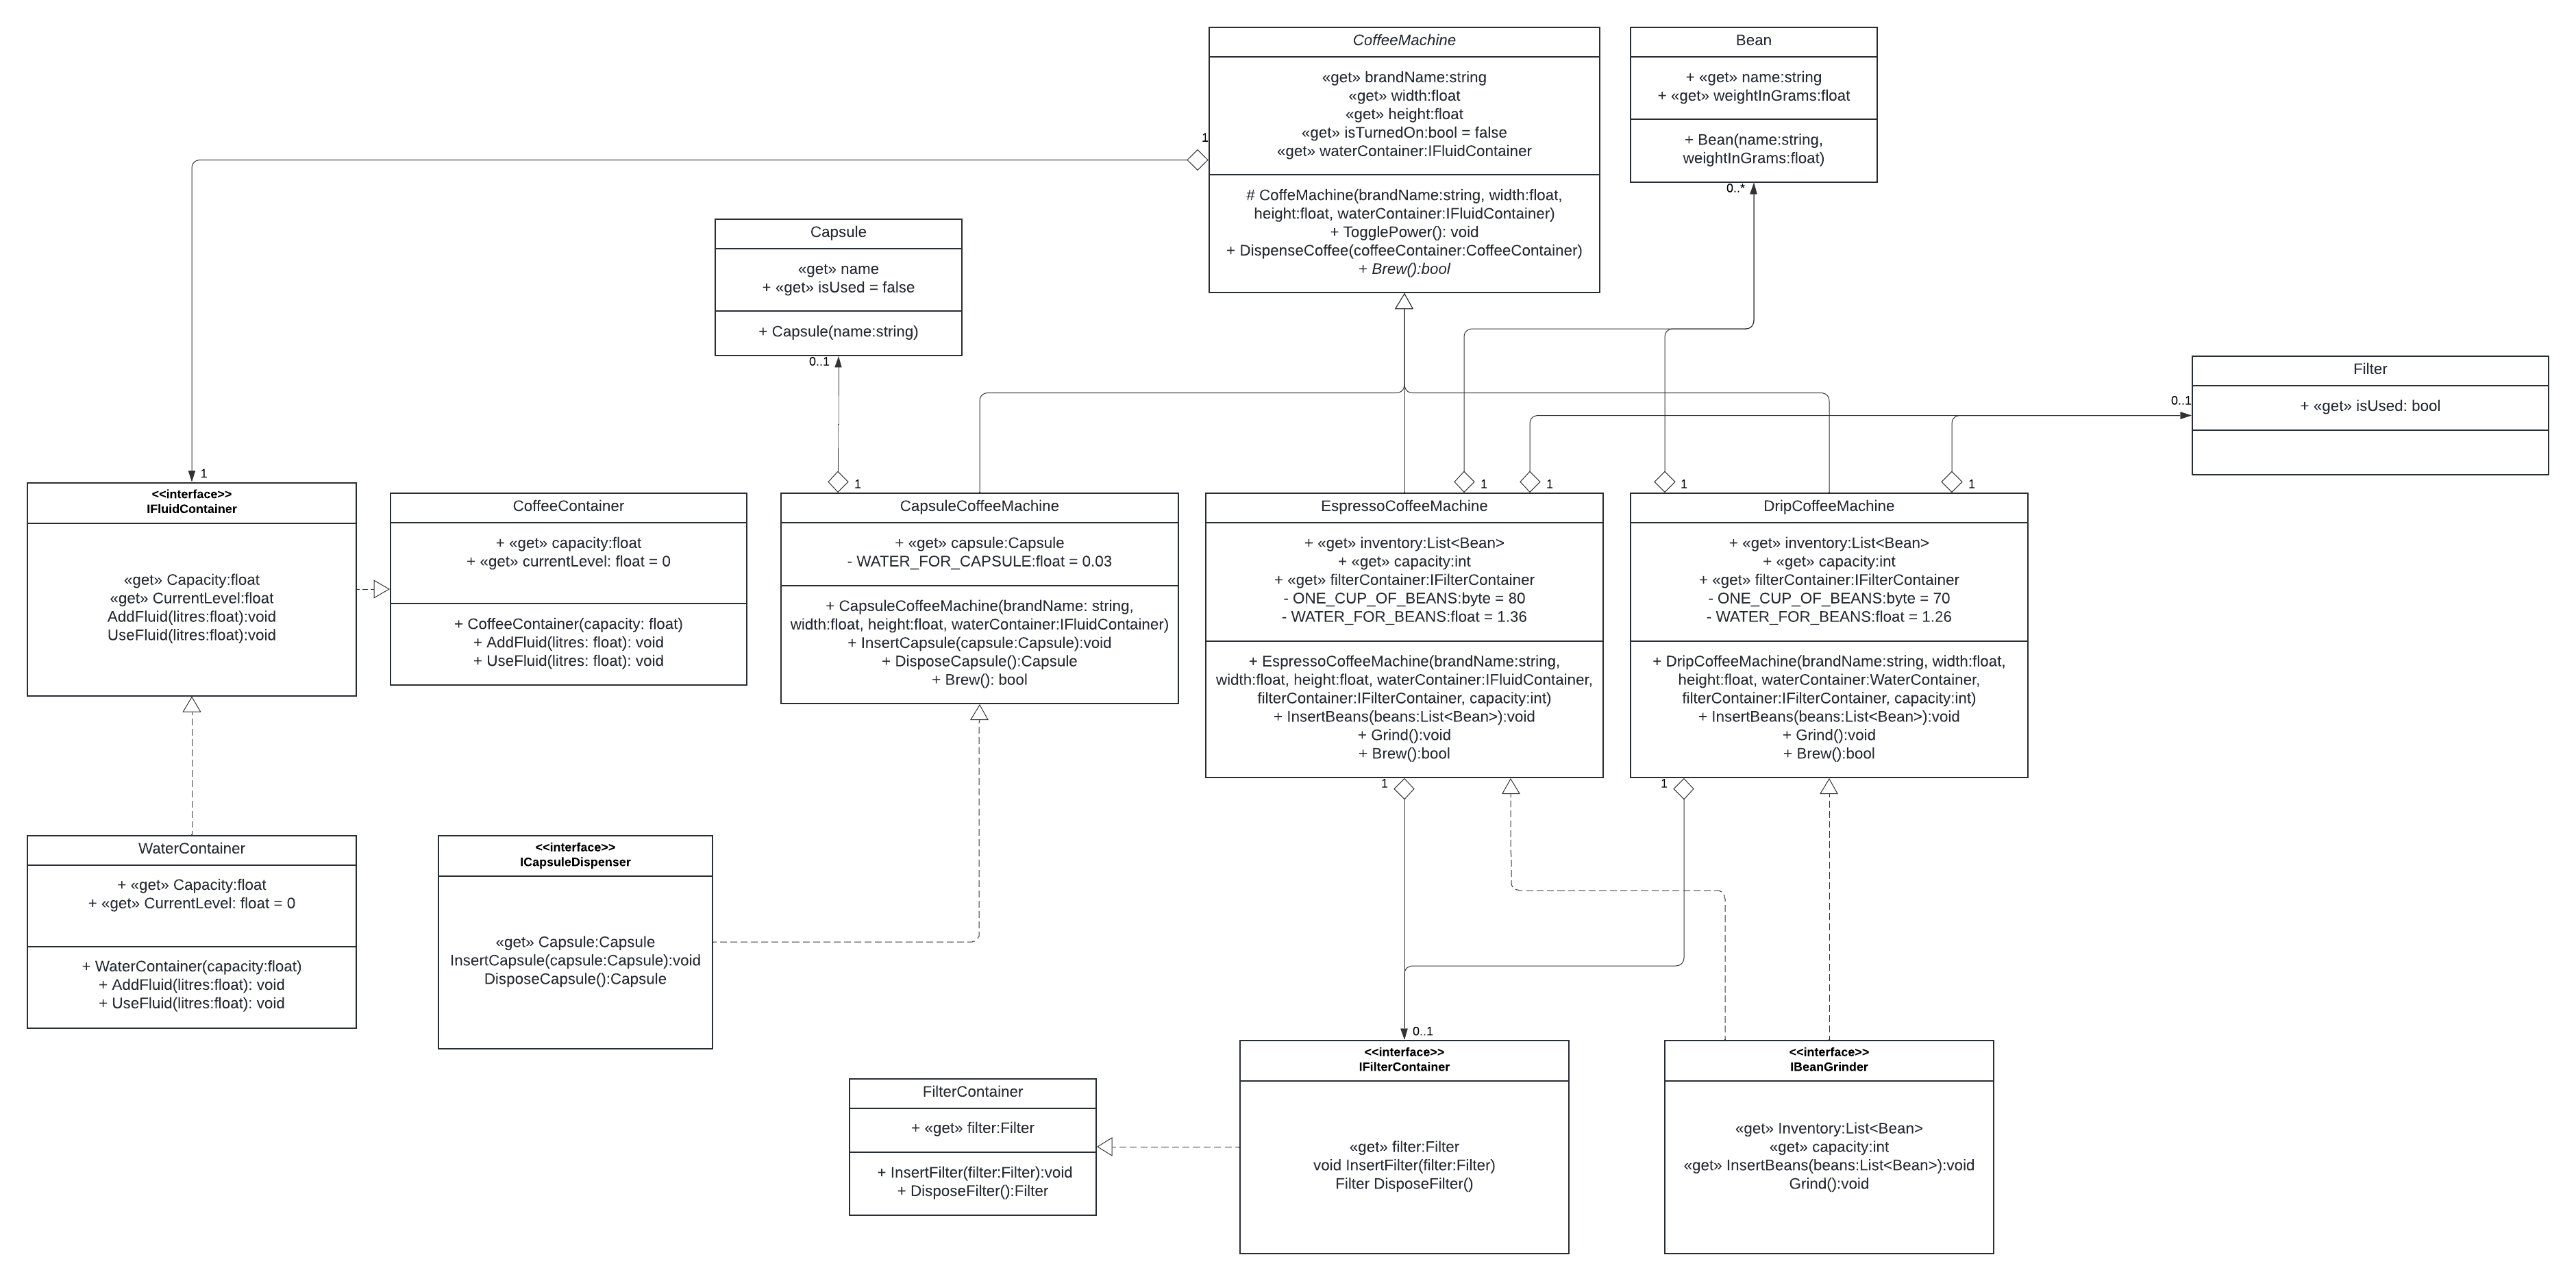 CoffeeMachine
«get» brandName:string
«get» width:float
«get» height:float
«get» isTurnedOn:bool = false
«get» waterContainer:IFluidContainer
# CoffeMachine(brandName:string, width:float,
height:float, waterContainer:IFluidContainer)
+ TogglePower(): void
+ DispenseCoffee(coffeeContainer:CoffeeContainer)
+ Brew():bool
1
Bean
+ «get» name:string
+ «get» weightInGrams:float
+ Bean(name:string,
weightInGrams:float)
0..*
Capsule
«get» name
+ «get» isUsed = false
+ Capsule(name:string)
0..1
Filter
+ «get» isUsed: bool
0..1
1
<<interface>>
IFluidContainer
«get» Capacity:float
«get» CurrentLevel:float
AddFluid(litres:float):void
UseFluid(litres:float):void
CoffeeContainer
+ «get» capacity:float
+ «get» currentLevel: float = 0
+ CoffeeContainer(capacity: float)
+ AddFluid(litres: float): void
+ UseFluid(litres: float): void
1
CapsuleCoffeeMachine
+ «get» capsule:Capsule
- WATER_FOR_CAPSULE:float = 0.03
+ CapsuleCoffeeMachine(brandName: string,
width:float, height:float, waterContainer:IFluidContainer)
+ InsertCapsule(capsule:Capsule):void
+ DisposeCapsule():Capsule
+ Brew(): bool
1
1
EspressoCoffeeMachine
+ «get» inventory:List<Bean>
+ «get» capacity:int
+ «get» filterContainer:IFilterContainer
- ONE_CUP_OF_BEANS:byte = 80
- WATER_FOR_BEANS:float = 1.36
+ EspressoCoffeeMachine(brandName:string,
width:float, height:float, waterContainer:IFluidContainer,
filterContainer:IFilterContainer, capacity:int)
+ InsertBeans(beans:List<Bean>):void
+ Grind():void
+ Brew():bool
1
1
1
DripCoffeeMachine
+ «get» inventory:List<Bean>
+ «get» capacity:int
+ «get» filterContainer:IFilterContainer
- ONE_CUP_OF_BEANS:byte = 70
- WATER_FOR_BEANS:float = 1.26
+ DripCoffeeMachine(brandName:string, width:float,
height:float, waterContainer:WaterContainer,
filterContainer:IFilterContainer, capacity:int)
+ InsertBeans(beans:List<Bean>):void
+ Grind():void
+ Brew():bool
1
WaterContainer
+ «get» Capacity:float
+ «get» CurrentLevel: float = 0
+ WaterContainer(capacity:float)
+ AddFluid(litres:float): void
+ UseFluid(litres:float): void
<<interface>>
ICapsuleDispenser
«get» Capsule:Capsule
InsertCapsule(capsule:Capsule):void
DisposeCapsule():Capsule
FilterContainer
+ «get» filter:Filter
+ InsertFilter(filter:Filter):void
+ DisposeFilter():Filter
0..1
<<interface>>
IFilterContainer
«get» filter:Filter
void InsertFilter(filter:Filter)
Filter DisposeFilter()
<<interface>>
IBeanGrinder
«get» Inventory:List<Bean>
«get» capacity:int
«get» InsertBeans(beans:List<Bean>):void
Grind():void